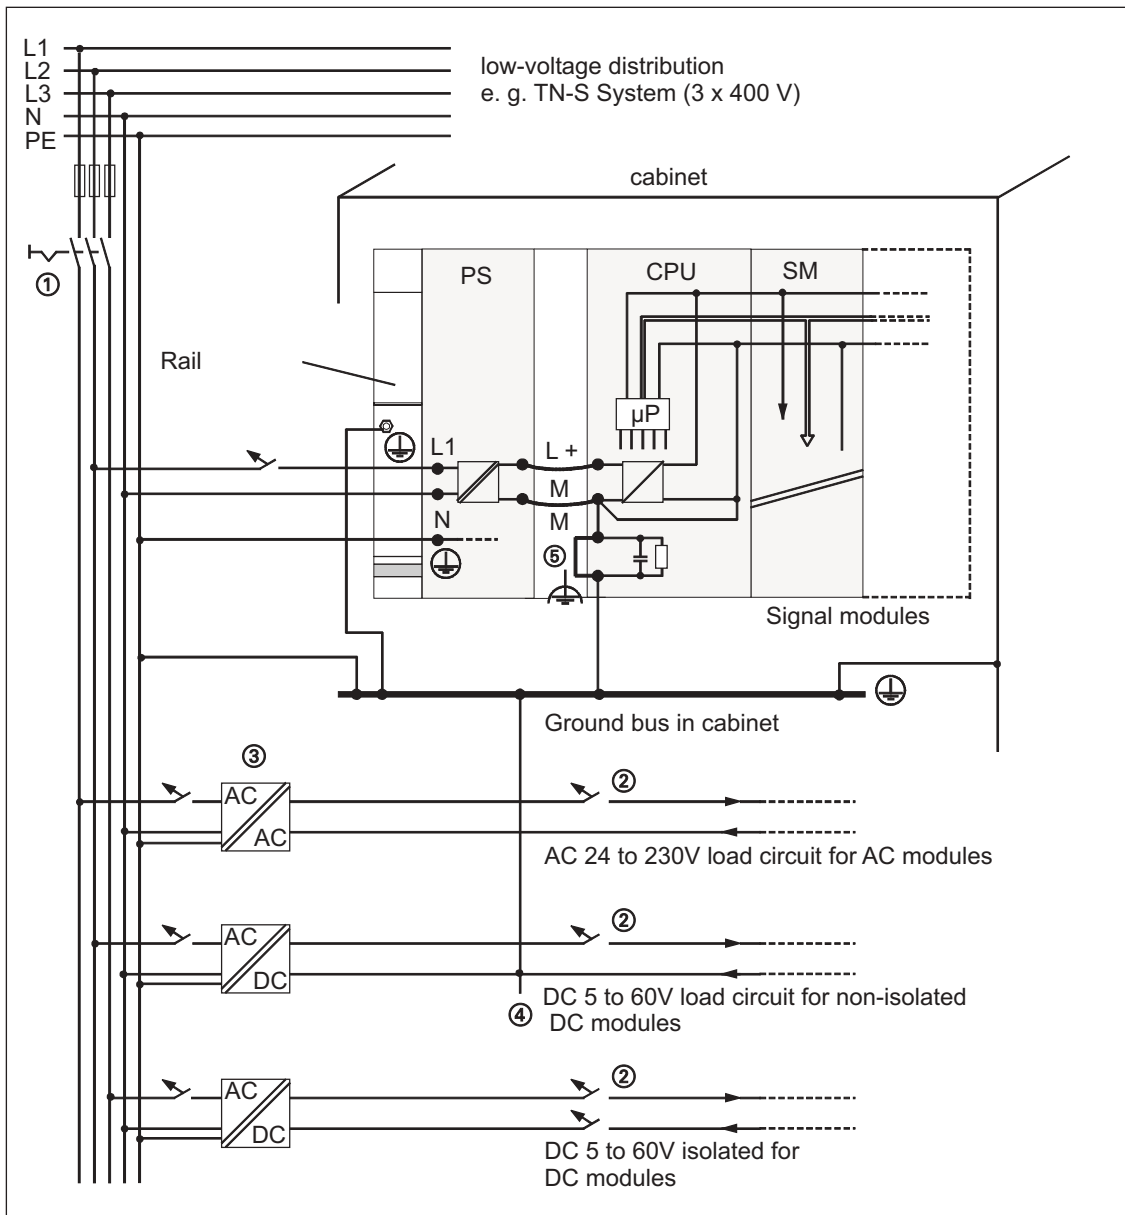 L1
L2
L3
N
PE
low-voltage distribution
e. g. TN-S System (3 x 400 V)
cabinet
①
PS
CPU
SM
Rail
µP
L1
L +
M
N
M
⑤
Signal modules
Ground bus in cabinet
③
②
AC
AC
AC 24 to 230V load circuit for AC modules
②
AC
DC
④
DC 5 to 60V load circuit for non-isolated
DC modules
②
AC
DC
DC 5 to 60V isolated for
DC modules